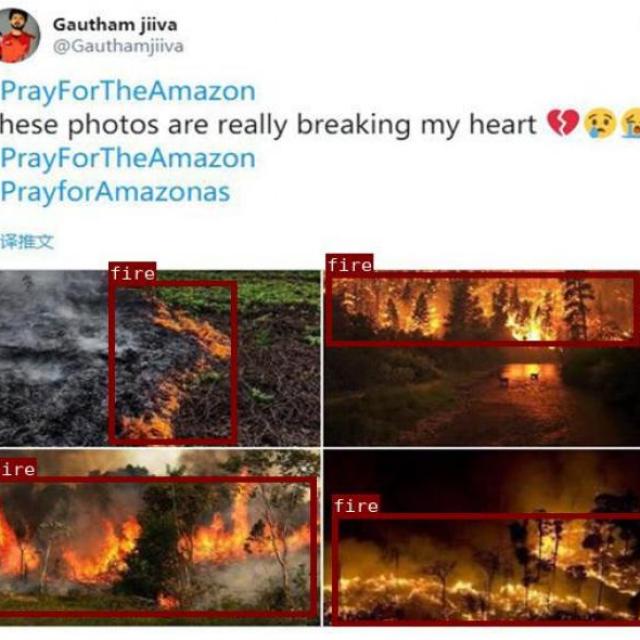 Gautham jiiva
@Gauthamjiiva
PrayForTheAmazon
hese photos are really breaking my heart 💔😢
PrayForTheAmazon
PrayforAmazonas
译推文
fire
fire
ire
fire